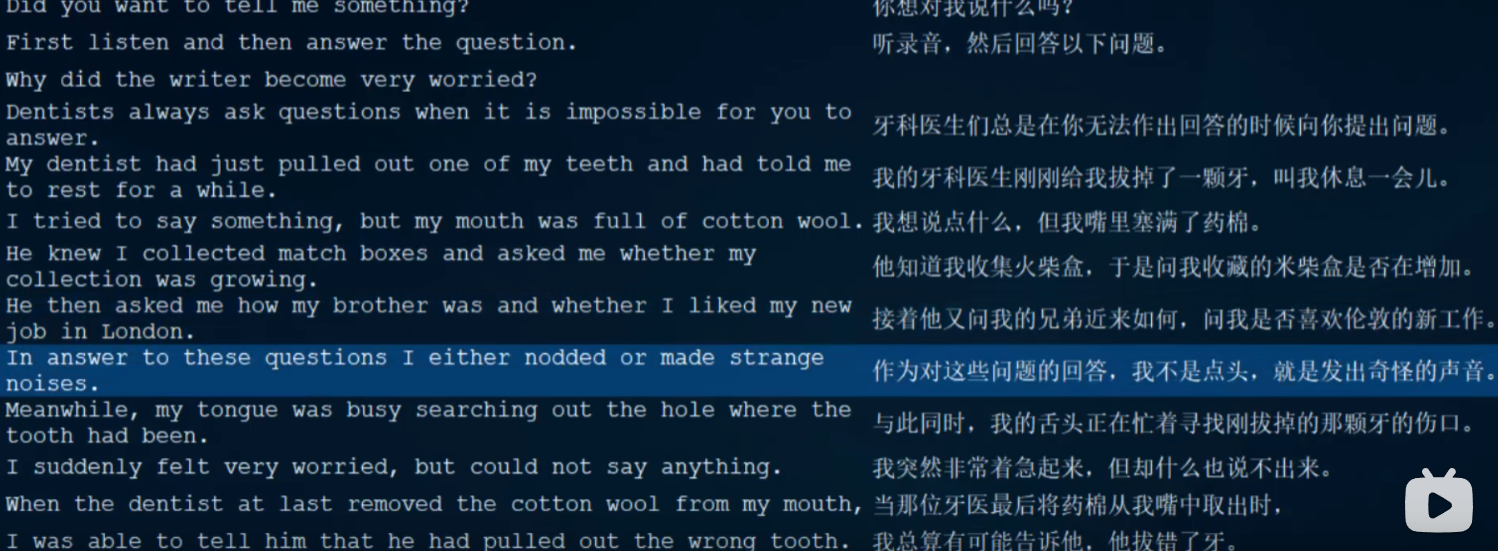 Did you want to tell me something?
你想对我说什么吗?
First listen and then answer the question.
听录音，然后回答以下问题。
Why did the writer become very worried?
Dentists always ask questions when it is impossible for you to
answer.
牙科医生们总是在你无法作出回答的时候向你提出问题。
My dentist had just pulled out one of my teeth and had told me
to rest for a while.
我的牙科医生刚刚给我拔掉了一颗牙，叫我休息一会儿。
I tried to say something, but my mouth was full of cotton wool.
我想说点什么，但我嘴里塞满了药棉。
He knew I collected match boxes and asked me whether my
collection was growing.
他知道我收集火柴盒，于是问我收藏的米柴盒是否在增加。
He then asked me how my brother was and whether I liked my new
job in London.
接着他又问我的兄弟近来如何，问我是否喜欢伦敦的新工作。
In answer to these questions I either nodded or made strange
noises.
作为对这些问题的回答，我不是点头，就是发出奇怪的声音。
Meanwhile, my tongue was busy searching out the hole where the
tooth had been.
与此同时，我的舌头正在忙着寻找刚拔掉的那颗牙的伤口。
I suddenly felt very worried, but could not say anything.
我突然非常着急起来，但却什么也说不出来。
When the dentist at last removed the cotton wool from my mouth,
当那位牙医最后将药棉从我嘴中取出时，
I was able to tell him that he had pulled out the wrong tooth.
我总算有可能告诉他，他拔错了牙。